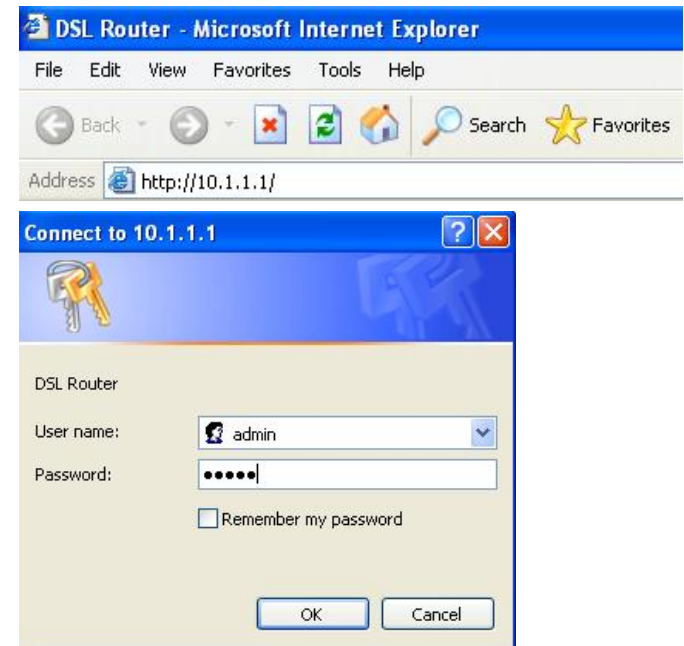 DSL Router - Microsoft Internet Explorer
File Edit View Favorites Tools Help
Back Search Favorites
Address http://10.1.1.1/
Connect to 10.1.1.1
DSL Router
User name: admin
Password: •••••
Remember my password
OK Cancel